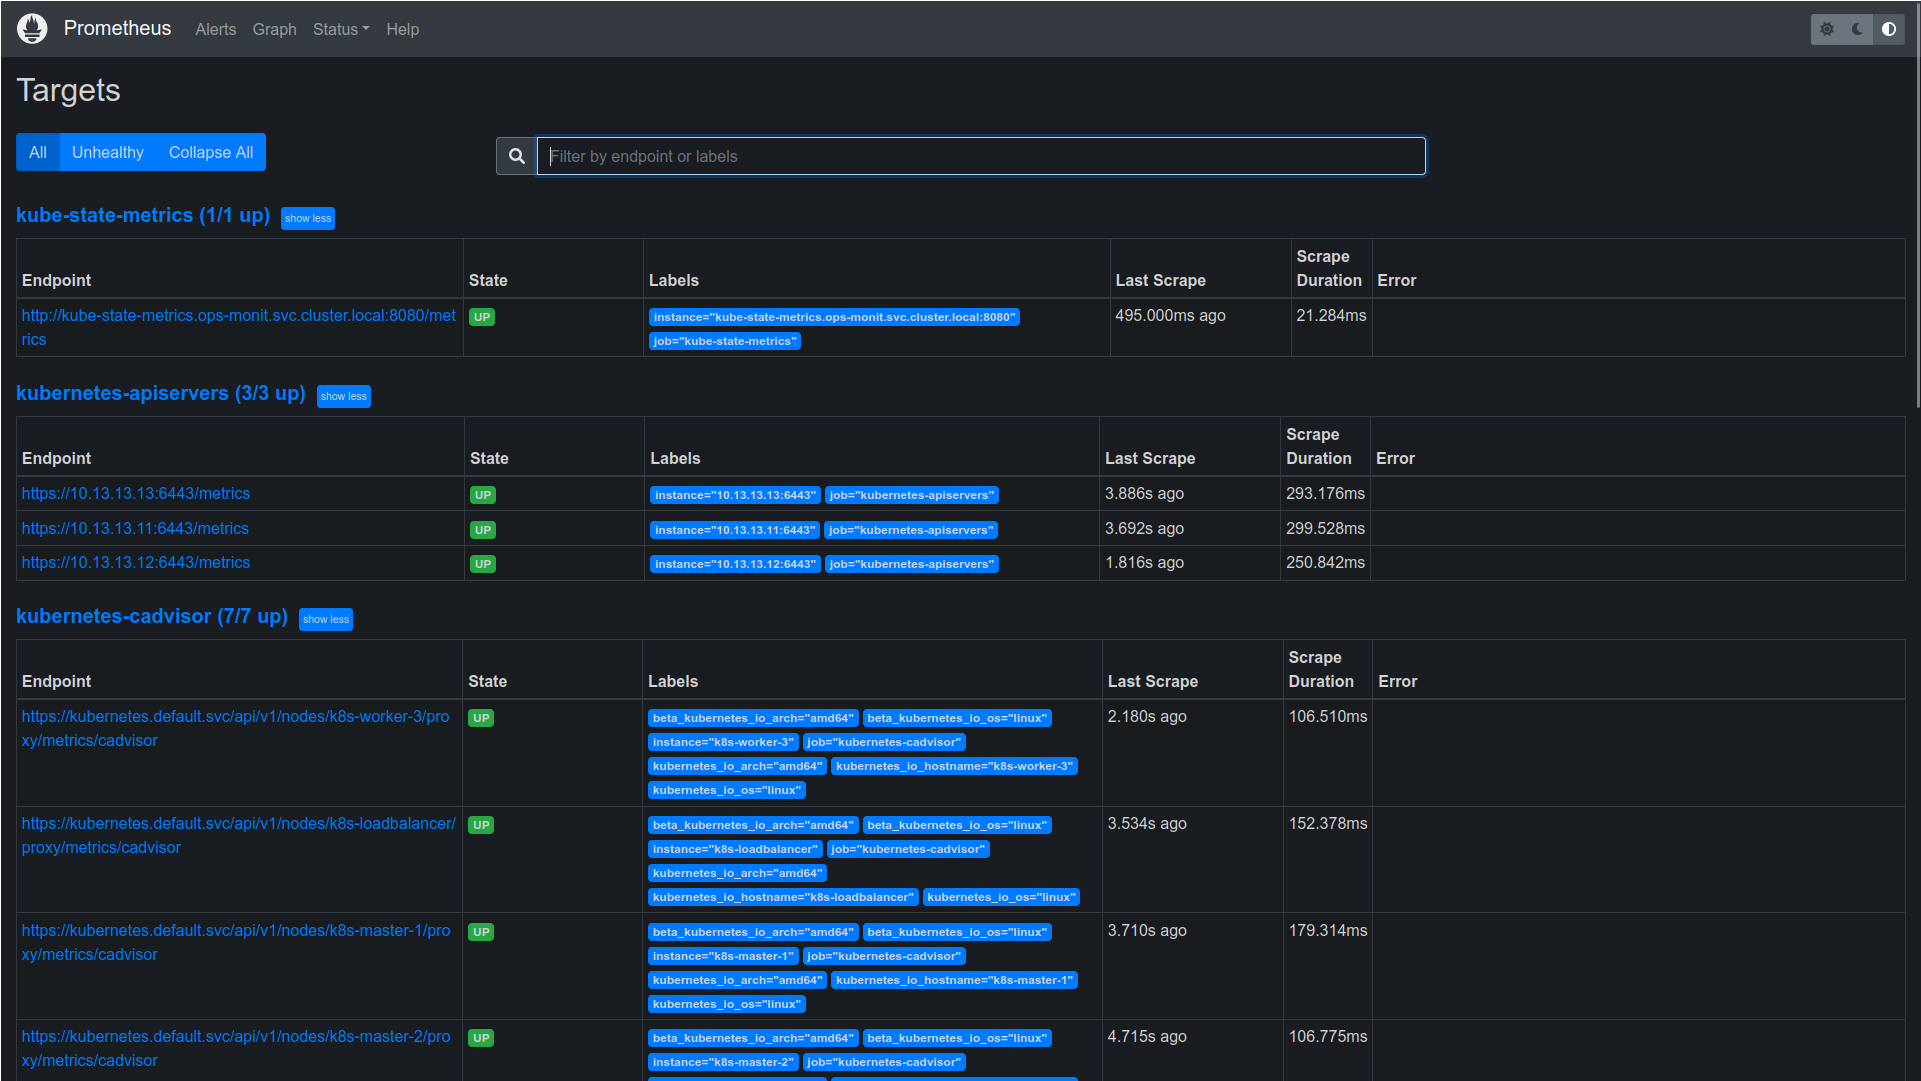 Prometheus Alerts Graph Status Help
Targets
All Unhealthy Collapse All
Filter by endpoint or labels
kube-state-metrics (1/1 up) show less
Endpoint State Labels Last Scrape Scrape Duration Error
http://kube-state-metrics.ops-monit.svc.cluster.local:8080/met
rics
UP
instance="kube-state-metrics.ops-monit.svc.cluster.local:8080"
job="kube-state-metrics"
495.000ms ago
21.284ms
kubernetes-apiservers (3/3 up) show less
Endpoint State Labels Last Scrape Scrape Duration Error
https://10.13.13.13:6443/metrics UP instance="10.13.13.13:6443" job="kubernetes-apiservers" 3.886s ago 293.176ms
https://10.13.13.11:6443/metrics UP instance="10.13.13.11:6443" job="kubernetes-apiservers" 3.692s ago 299.528ms
https://10.13.13.12:6443/metrics UP instance="10.13.13.12:6443" job="kubernetes-apiservers" 1.816s ago 250.842ms
kubernetes-cadvisor (7/7 up) show less
Endpoint State Labels Last Scrape Scrape Duration Error
https://kubernetes.default.svc/api/v1/nodes/k8s-worker-3/pro
xy/metrics/cadvisor
UP
beta_kubernetes_io_arch="amd64" beta_kubernetes_io_os="linux"
instance="k8s-worker-3" job="kubernetes-cadvisor"
kubernetes_io_arch="amd64" kubernetes_io_hostname="k8s-worker-3"
kubernetes_io_os="linux"
2.180s ago
106.510ms
https://kubernetes.default.svc/api/v1/nodes/k8s-loadbalancer/
proxy/metrics/cadvisor
UP
beta_kubernetes_io_arch="amd64" beta_kubernetes_io_os="linux"
instance="k8s-loadbalancer" job="kubernetes-cadvisor"
kubernetes_io_arch="amd64"
kubernetes_io_hostname="k8s-loadbalancer" kubernetes_io_os="linux"
3.534s ago
152.378ms
https://kubernetes.default.svc/api/v1/nodes/k8s-master-1/pro
xy/metrics/cadvisor
UP
beta_kubernetes_io_arch="amd64" beta_kubernetes_io_os="linux"
instance="k8s-master-1" job="kubernetes-cadvisor"
kubernetes_io_arch="amd64" kubernetes_io_hostname="k8s-master-1"
kubernetes_io_os="linux"
3.710s ago
179.314ms
https://kubernetes.default.svc/api/v1/nodes/k8s-master-2/pro
xy/metrics/cadvisor
UP
beta_kubernetes_io_arch="amd64" beta_kubernetes_io_os="linux"
instance="k8s-master-2" job="kubernetes-cadvisor"
4.715s ago
106.775ms